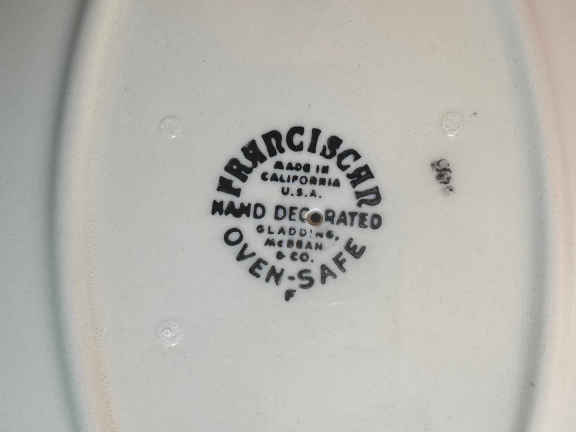 FRANCISCAN
MADE IN
CALIFORNIA
U.S.A.
HAND DECORATED
GLADDING,
McBEAN
& CO.
OVEN-SAFE
F